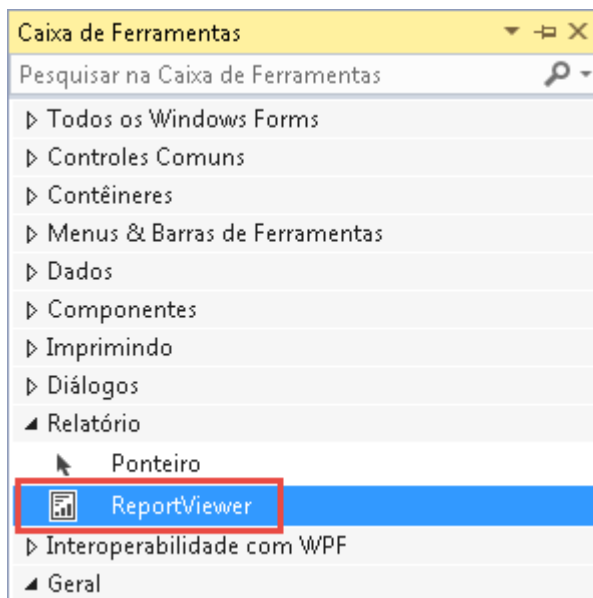 Caixa de Ferramentas
Pesquisar na Caixa de Ferramentas
Todos os Windows Forms
Controles Comuns
Contêineres
Menus & Barras de Ferramentas
Dados
Componentes
Imprimindo
Diálogos
Relatório
Ponteiro
ReportViewer
Interoperabilidade com WPF
Geral